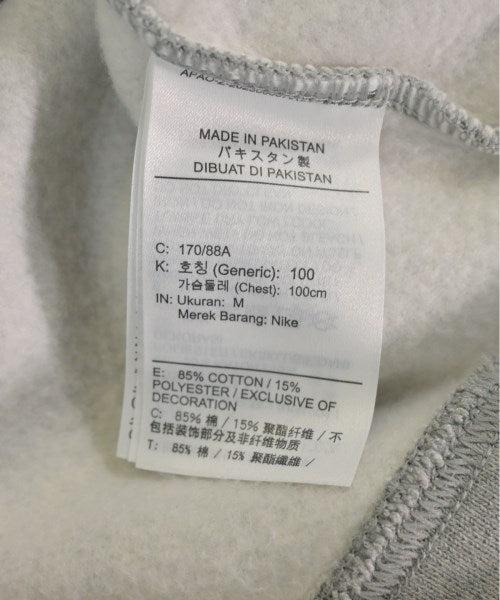 MADE IN PAKISTAN
パキスタン製
DIBUAT DI PAKISTAN
C: 170/88A
K: 호칭 (Generic): 100
가슴둘레 (Chest): 100cm
IN: Ukuran: M
Merek Barang: Nike
E: 85% COTTON / 15%
POLYESTER / EXCLUSIVE OF
DECORATION
C: 85% 棉 / 15% 聚酯纤维 / 不
包括装饰部分及非纤维物质
T: 85% 棉 / 15% 聚酯纖維 /